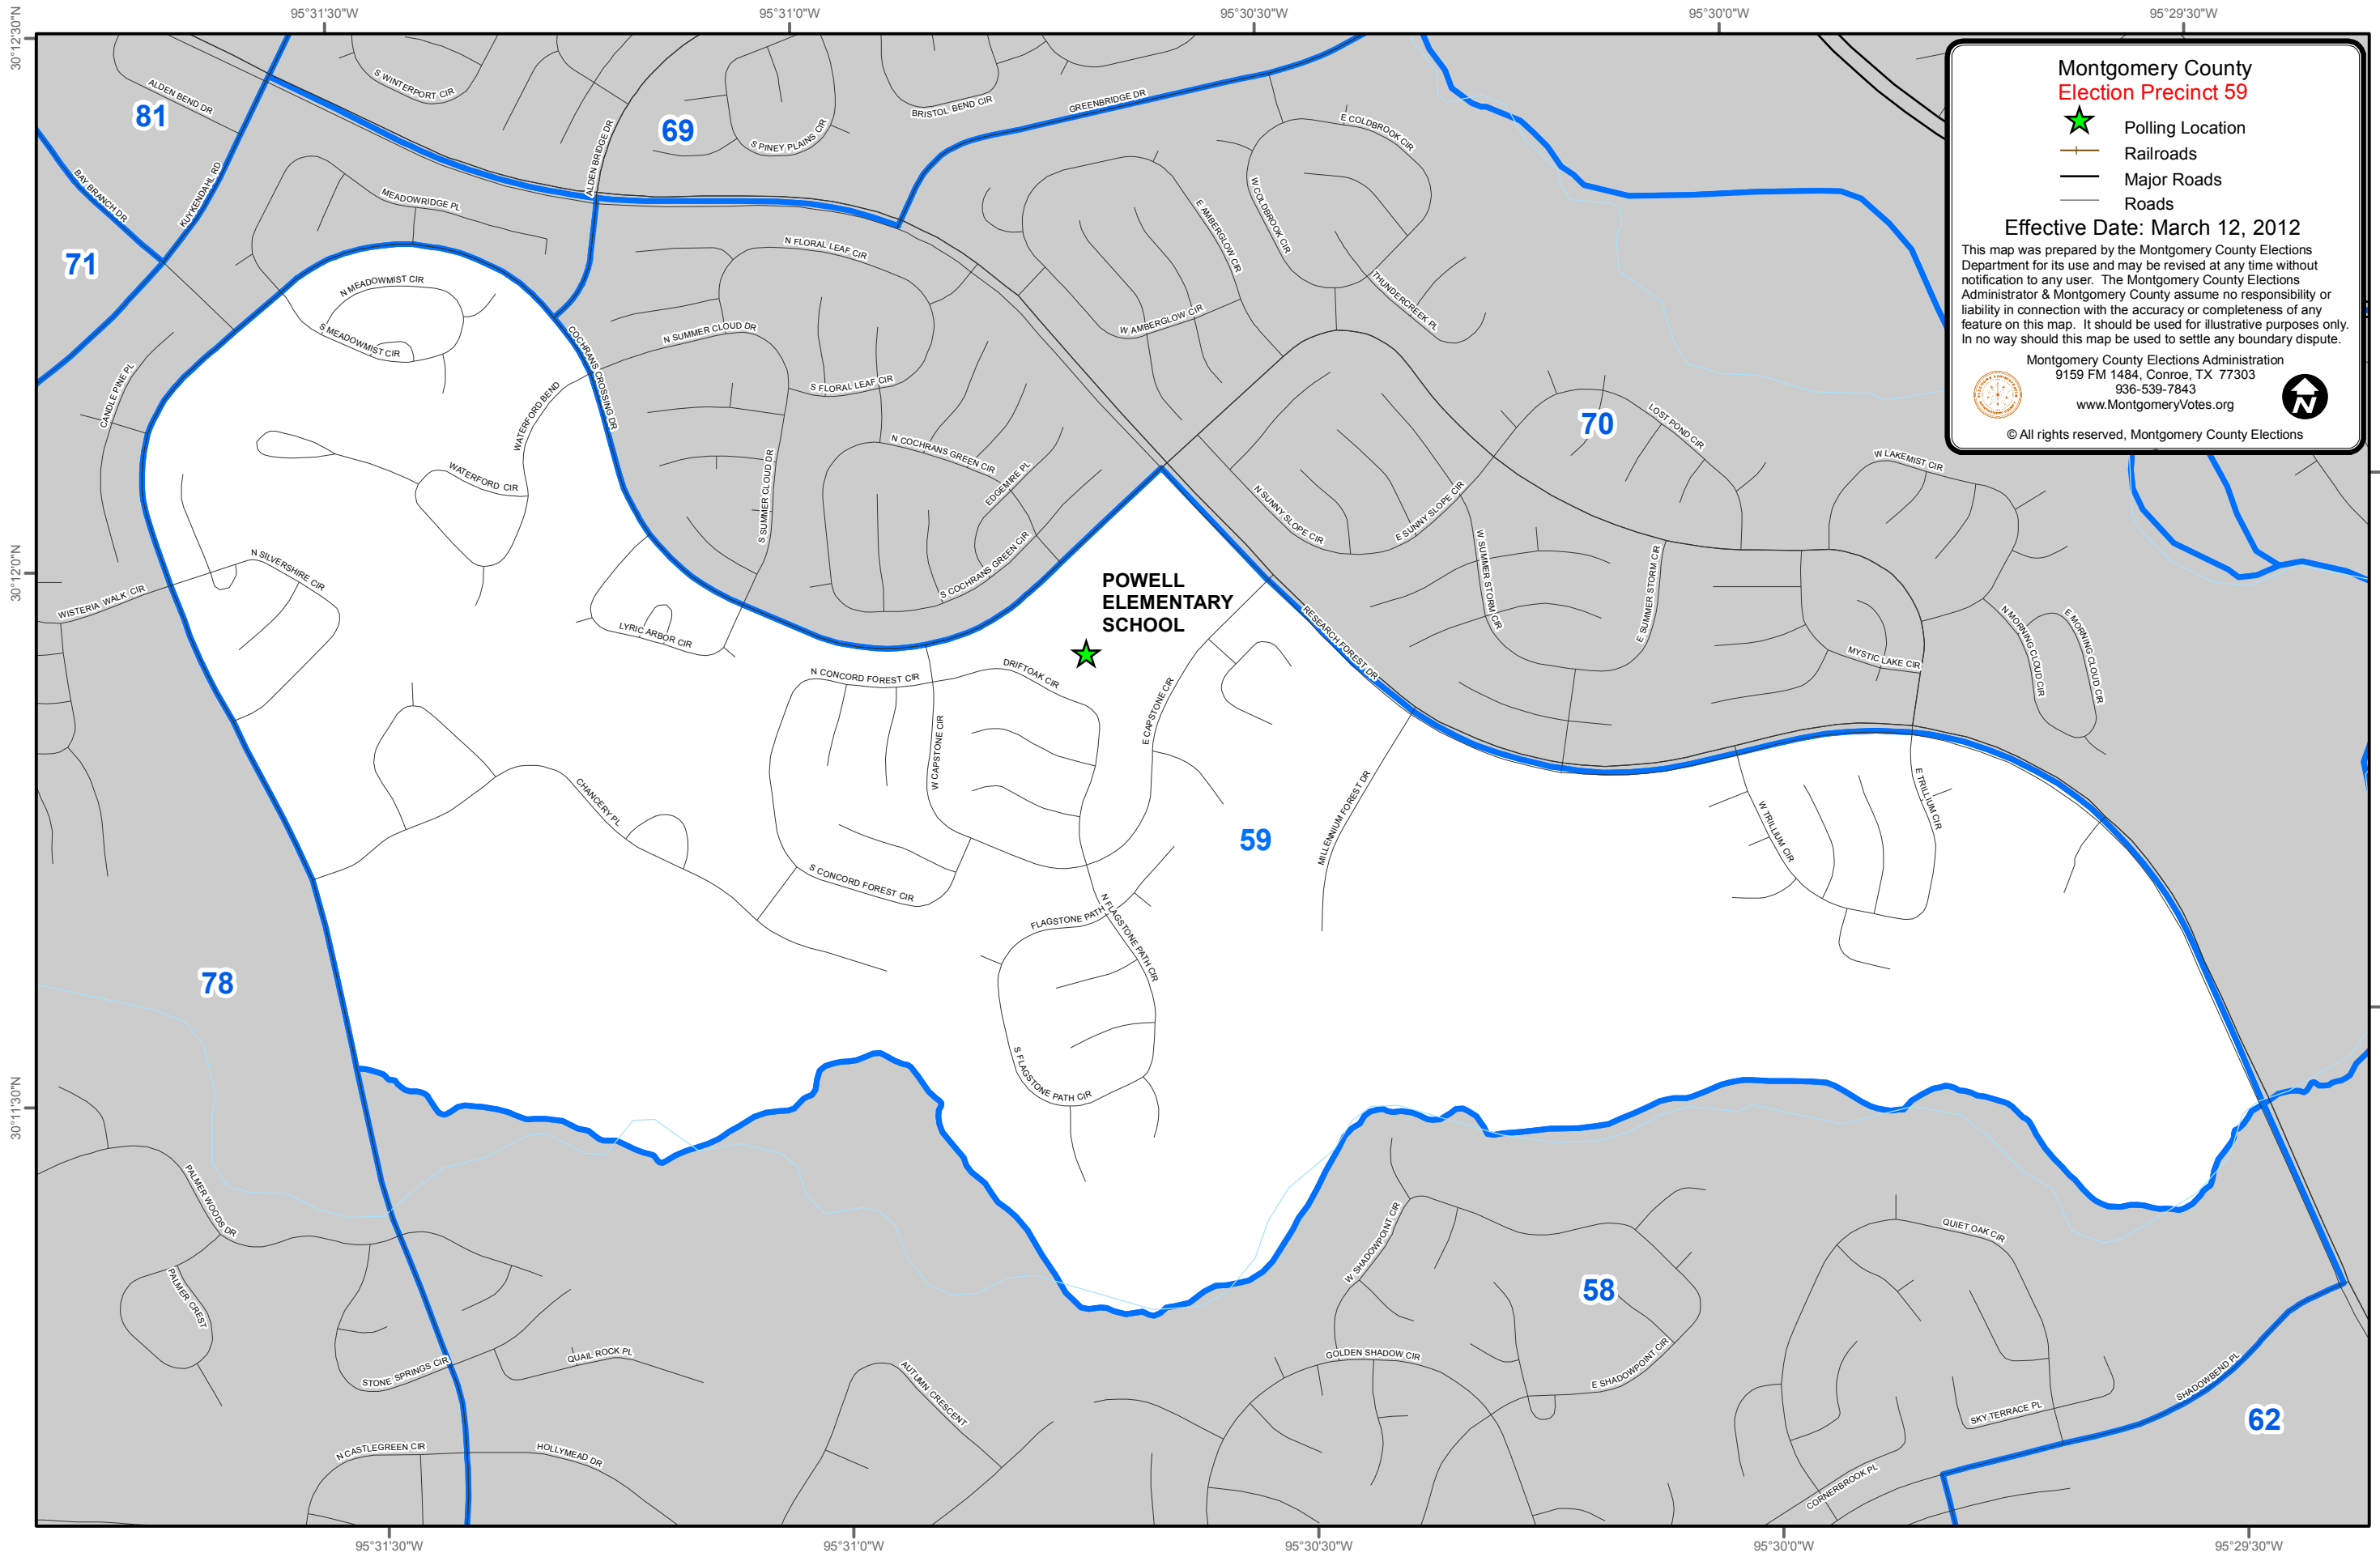 95°31'30"W
95°31'0"W
95°30'30"W
95°30'0"W
95°29'30"W
30°12'30"N
30°12'0"N
30°11'30"N
Montgomery County
Election Precinct 59
Polling Location
Railroads
Major Roads
Roads
Effective Date: March 12, 2012
This map was prepared by the Montgomery County Elections
Department for its use and may be revised at any time without
notification to any user. The Montgomery County Elections
Administrator & Montgomery County assume no responsibility or
liability in connection with the accuracy or completeness of any
feature on this map. It should be used for illustrative purposes only.
In no way should this map be used to settle any boundary dispute.
Montgomery County Elections Administration
9159 FM 1484, Conroe, TX 77303
936-539-7843
www.MontgomeryVotes.org
N
© All rights reserved, Montgomery County Elections
81
ALDEN BEND DR
S WINTERPORT CIR
69
BRISTOL BEND CIR
GREENBRIDGE DR
S PINEY PLAINS CIR
E COLDBROOK CIR
ALDEN BRIDGE DR
BAY BRANCH DR
KUYKENDAHL RD
MEADOWRIDGE PL
W COLDBROOK CIR
E AMBERGLOW CIR
71
N FLORAL LEAF CIR
N MEADOWMIST CIR
THUNDERCREEK PL
W AMBERGLOW CIR
S MEADOWMIST CIR
N SUMMER CLOUD DR
COCHRANS CROSSING DR
S FLORAL LEAF CIR
CANDLE PINE PL
WATERFORD BEND
70
LOST POND CIR
N COCHRANS GREEN CIR
W LAKEMIST CIR
WATERFORD CIR
EDGEMIRE PL
S SUMMER CLOUD DR
N SUNNY SLOPE CIR
E SUNNY SLOPE CIR
S COCHRANS GREEN CIR
W SUMMER STORM CIR
E SUMMER STORM CIR
N SILVERSHIRE CIR
WISTERIA WALK CIR
POWELL
ELEMENTARY
SCHOOL
LYRIC ARBOR CIR
RESEARCH FOREST DR
N MORNING CLOUD CIR
E MORNING CLOUD CIR
MYSTIC LAKE CIR
N CONCORD FOREST CIR
DRIFTOAK CIR
E CAPSTONE CIR
W CAPSTONE CIR
CHANCERY PL
59
MILLENNIUM FOREST DR
W TRILLIUM CIR
E TRILLIUM CIR
S CONCORD FOREST CIR
FLAGSTONE PATH
N FLAGSTONE PATH CIR
78
S FLAGSTONE PATH CIR
PALMER WOODS DR
W SHADOWPOINT CIR
QUIET OAK CIR
58
PALMER CREST
STONE SPRINGS CIR
QUAIL ROCK PL
GOLDEN SHADOW CIR
E SHADOWPOINT CIR
AUTUMN CRESCENT
SHADOWBEND PL
SKY TERRACE PL
62
N CASTLEGREEN CIR
HOLLYMEAD DR
CORNERBROOK PL
95°31'30"W
95°31'0"W
95°30'30"W
95°30'0"W
95°29'30"W